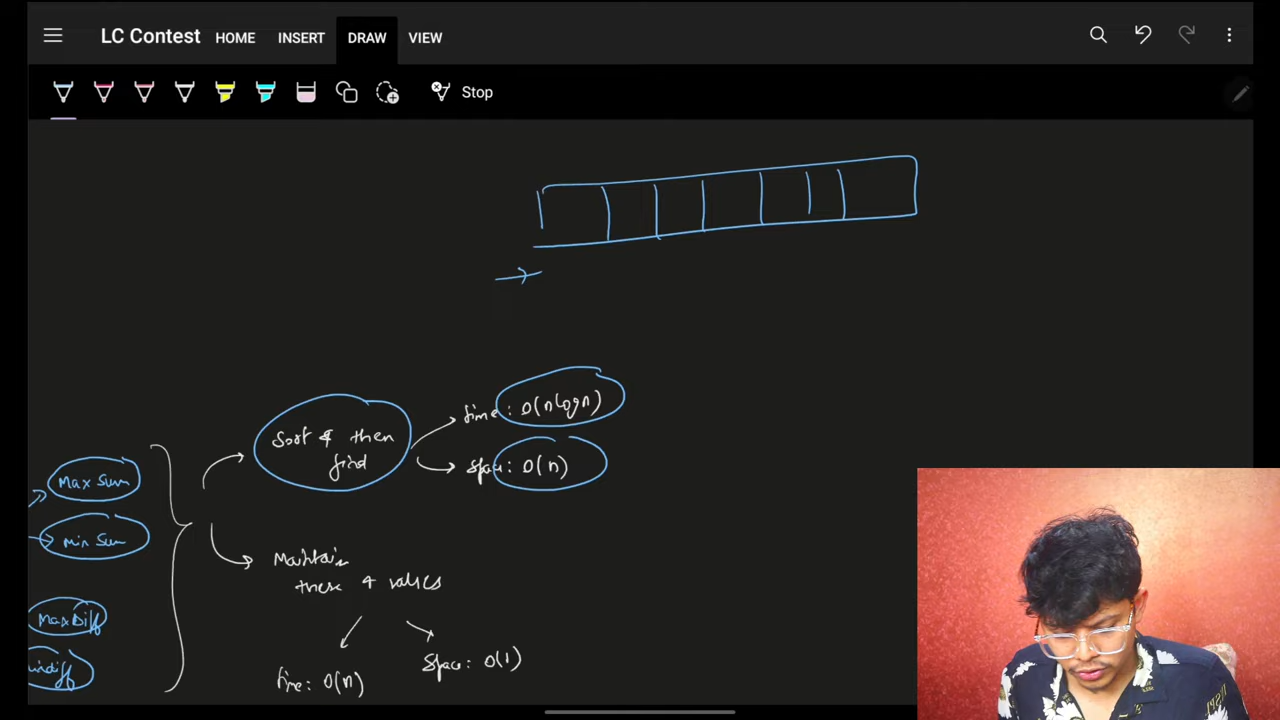 LC Contest HOME INSERT DRAW VIEW
Stop
Sort & then
find
time: O(nlogn)
space: O(n)
Max Sum
Min Sum
Max Diff
Maintain
these 4 values
time: O(n)
Space: O(1)